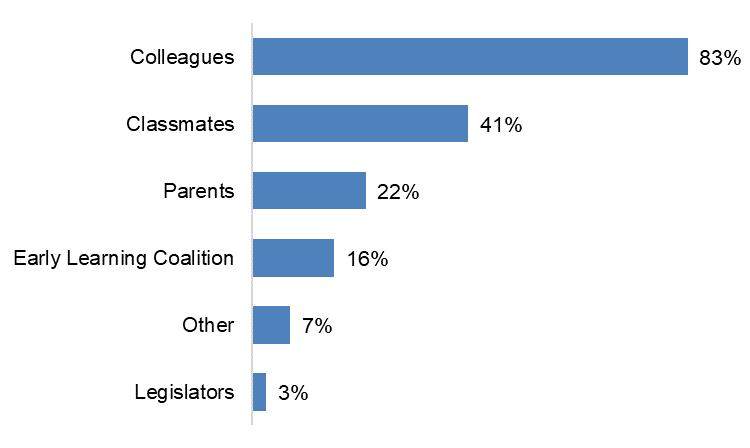 Colleagues 83%
Classmates 41%
Parents 22%
Early Learning Coalition 16%
Other 7%
Legislators 3%